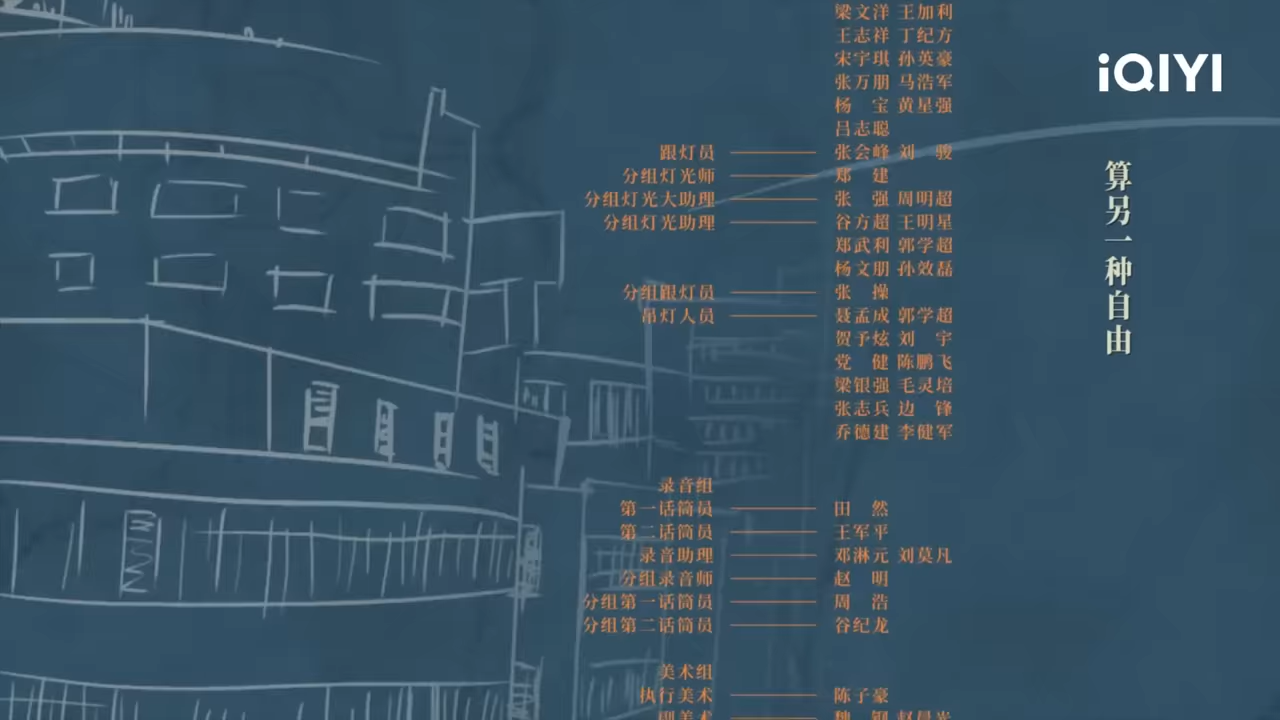 梁文洋 王加利
王志祥 丁纪方
宋宇琪 孙英豪
张万朋 马浩军
杨　宝 黄星强
吕志聪
跟灯员 张会峰 刘　骏
分组灯光师 郑　建
分组灯光大助理 张　强 周明超
分组灯光助理 谷方超 王明星
郑武利 郭学超
杨文朋 孙效磊
分组跟灯员 张　操
吊灯人员 聂孟成 郭学超
贺予炫 刘　宇
党　健 陈鹏飞
梁银强 毛灵培
张志兵 边　锋
乔德建 李健军
录音组
第一话筒员 田　然
第二话筒员 王军平
录音助理 邓淋元 刘莫凡
分组录音师 赵　明
分组第一话筒员 周　浩
分组第二话筒员 谷纪龙
美术组
执行美术 陈子豪
副美术
iQIYI
算另一种自由